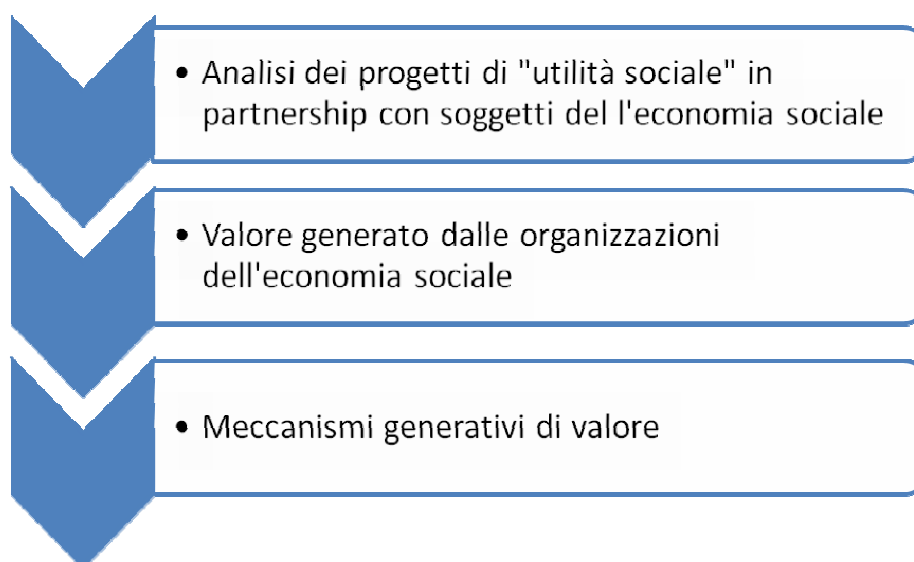 • Analisi dei progetti di "utilità sociale" in
partnership con soggetti del l'economia sociale
• Valore generato dalle organizzazioni
dell'economia sociale
• Meccanismi generativi di valore